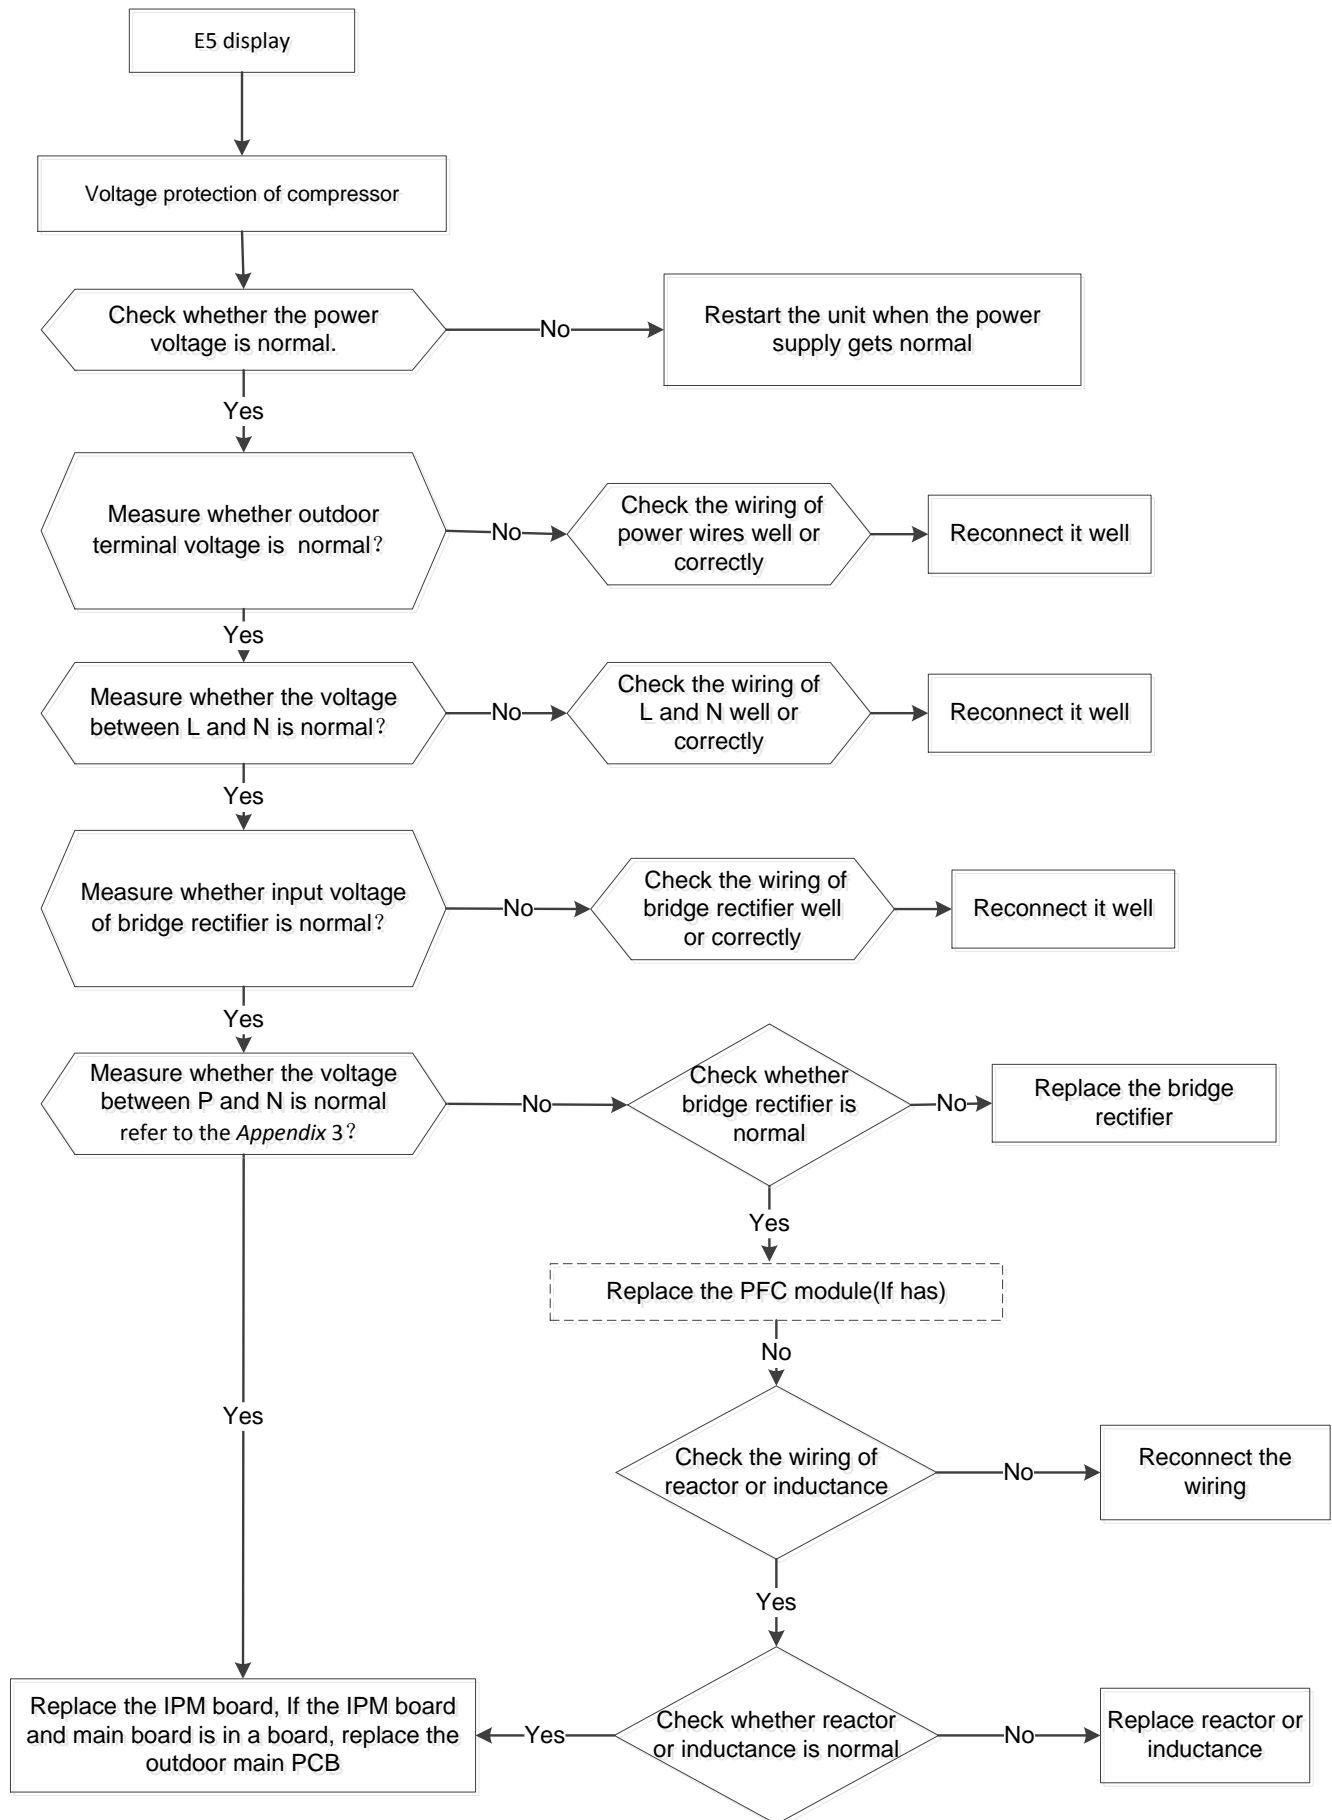 E5 display
Voltage protection of compressor
Check whether the power
voltage is normal.
No
Restart the unit when the power
supply gets normal
Yes
Measure whether outdoor
terminal voltage is normal?
No
Check the wiring of
power wires well or
correctly
Reconnect it well
Yes
Measure whether the voltage
between L and N is normal?
No
Check the wiring of
L and N well or
correctly
Reconnect it well
Yes
Measure whether input voltage
of bridge rectifier is normal?
No
Check the wiring of
bridge rectifier well
or correctly
Reconnect it well
Yes
Measure whether the voltage
between P and N is normal
refer to the Appendix 3?
No
Check whether
bridge rectifier is
normal
No
Replace the bridge
rectifier
Yes
Replace the PFC module(If has)
No
Yes
Check the wiring of
reactor or inductance
No
Reconnect the
wiring
Yes
Replace the IPM board, If the IPM board
and main board is in a board, replace the
outdoor main PCB
Yes
Check whether reactor
or inductance is normal
No
Replace reactor or
inductance